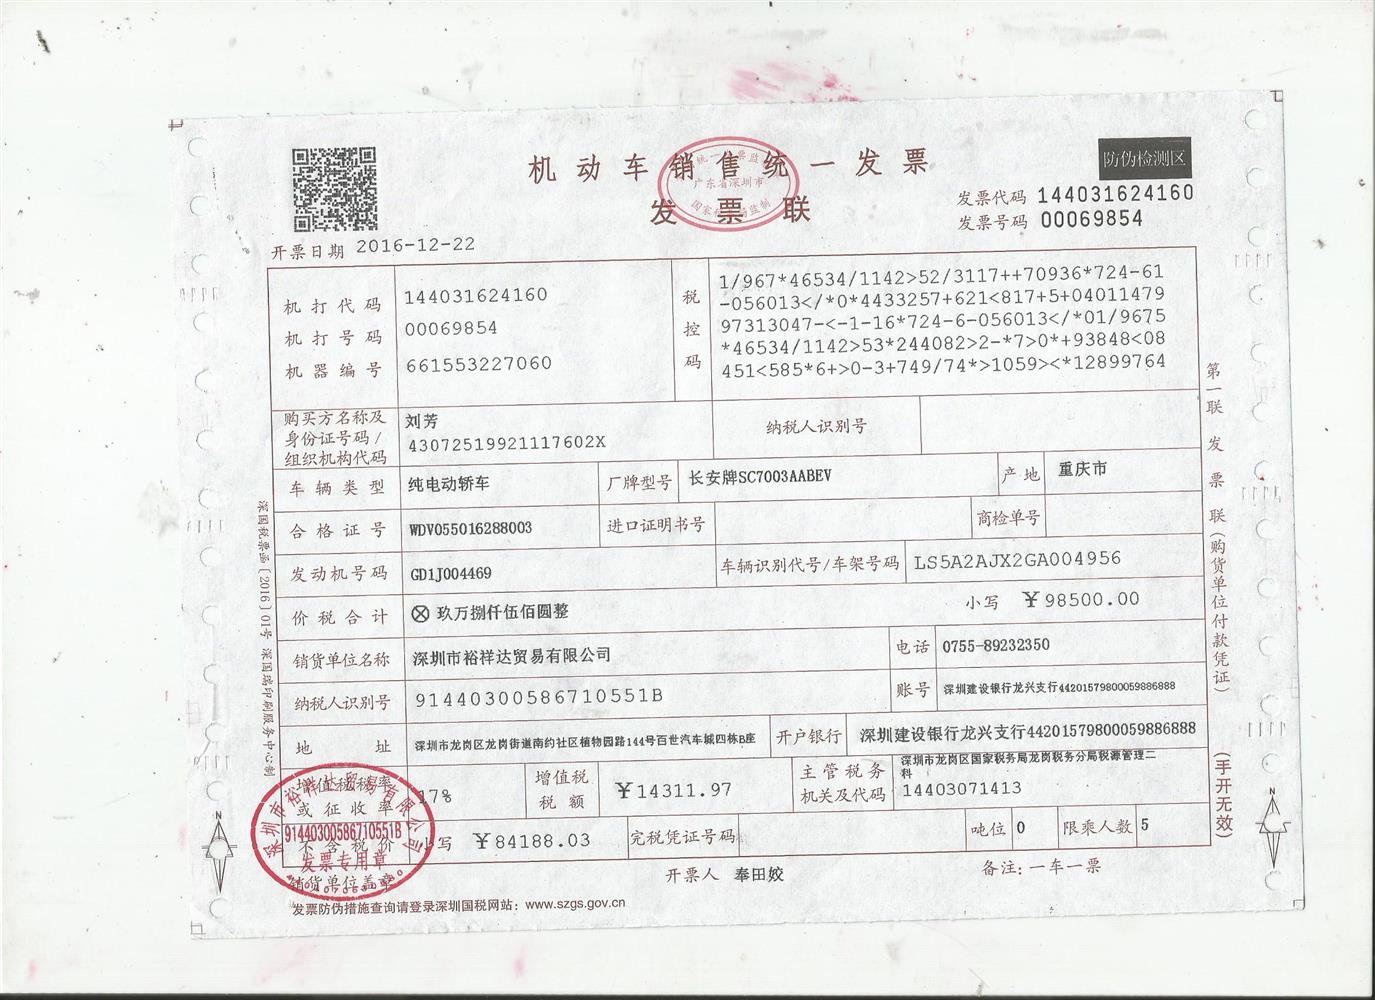 机动车销售统一发票
发票联
防伪检测区
发票代码 144031624160
发票号码 00069854
开票日期 2016-12-22
机打代码 144031624160
机打号码 00069854
机器编号 661553227060
税控码
1/967*46534/1142>52/3117++70936*724-61
-056013</*0*4433257+621<817+5+04011479
97313047-<-1-16*724-6-056013</*01/9675
*46534/1142>53*244082>2-*7>0*+93848<08
451<585*6+>0-3+749/74*>1059><*12899764
购买方名称及
身份证号码/
组织机构代码
刘芳
43072519921117602X
纳税人识别号
车辆类型 纯电动轿车 厂牌型号 长安牌SC7003AABEV 产地 重庆市
合格证号 WDV055016288003 进口证明书号 商检单号
发动机号码 GD1J004469 车辆识别代号/车架号码 LS5A2AJX2GA004956
价税合计 ⊗玖万捌仟伍佰圆整 小写 ￥98500.00
销货单位名称 深圳市裕祥达贸易有限公司 电话 0755-89232350
纳税人识别号 91440300586710551B 账号 深圳建设银行龙兴支行44201579800059886888
地址 深圳市龙岗区龙岗街道南约社区植物园路144号百世汽车城四栋B座 开户银行 深圳建设银行龙兴支行44201579800059886888
增值税税率
或征收率
17%
增值税
税额
￥14311.97
主管税务
机关及代码
深圳市龙岗区国家税务局龙岗税务分局税源管理二
科
14403071413
不含税价 小写 ￥84188.03 完税凭证号码 吨位 0 限乘人数 5
销货单位盖章 开票人 奉田姣 备注:一车一票
发票防伪措施查询请登录深圳国税网站：www.szgs.gov.cn
第一联 发票联(购货单位付款凭证)
(手开无效)
深国税票函[2016]01号 深国瑞印刷服务中心制
广东省深圳市
深圳市裕祥达贸易有限公司
91440300586710551B
发票专用章